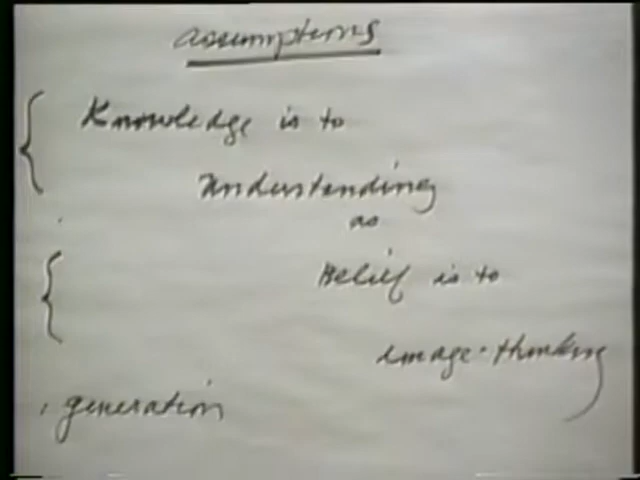 assumptions
Knowledge is to
understanding
as
Belief is to
image-thinking
generation